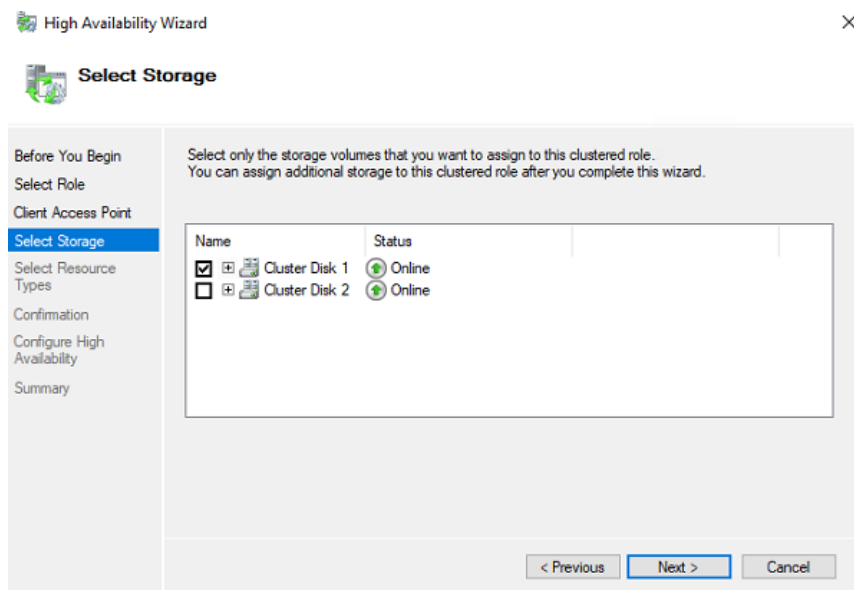 High Availability Wizard
Select Storage
Before You Begin
Select Role
Client Access Point
Select Storage
Select Resource
Types
Confirmation
Configure High
Availability
Summary
Select only the storage volumes that you want to assign to this clustered role.
You can assign additional storage to this clustered role after you complete this wizard.
Name Status
Cluster Disk 1 Online
Cluster Disk 2 Online
< Previous Next > Cancel